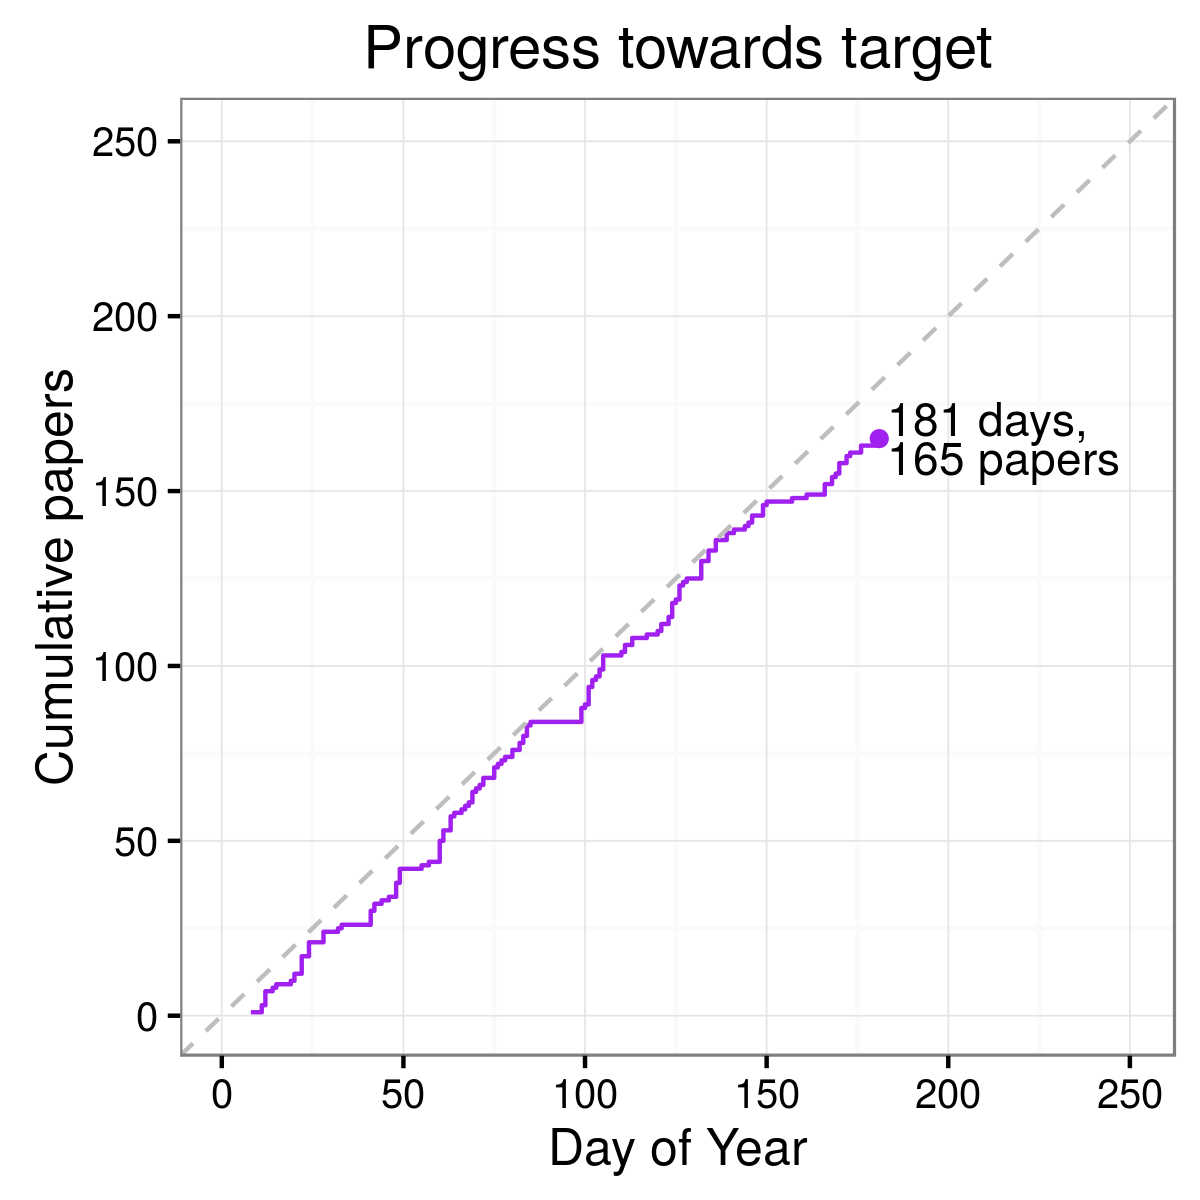 Progress towards target
250
200
150
100
50
0
Cumulative papers
181 days,
165 papers
0 50 100 150 200 250
Day of Year